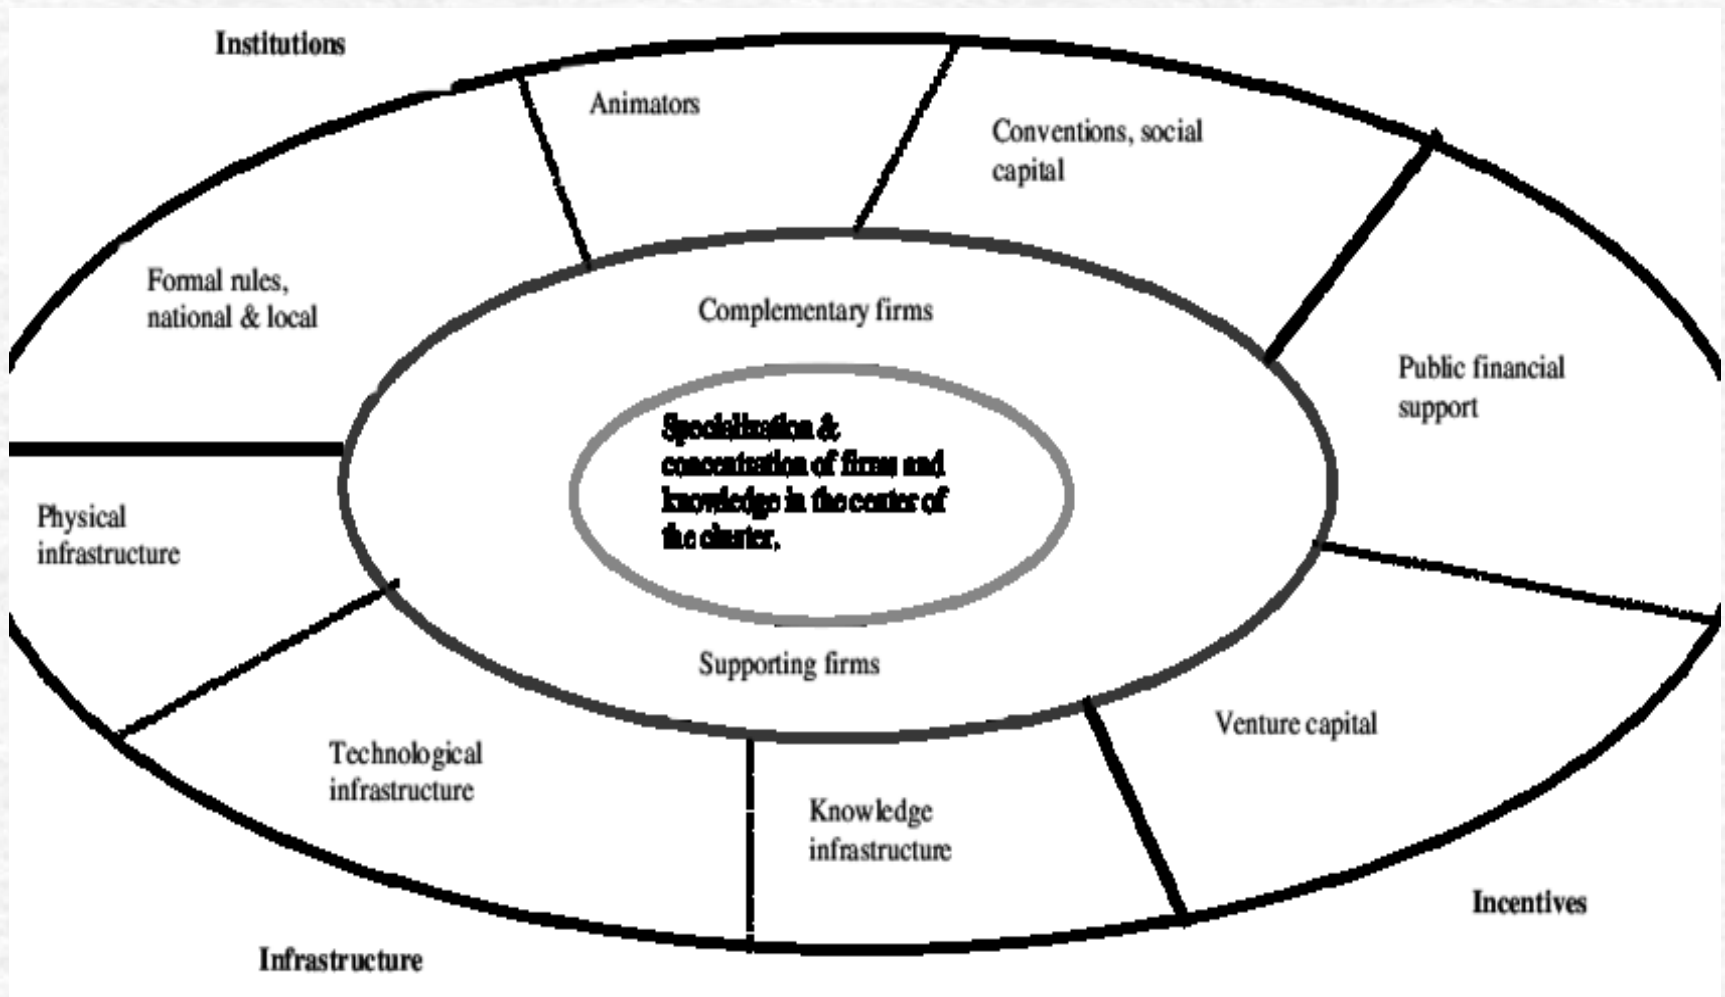 Institutions
Animators
Conventions, social
capital
Formal rules,
national & local
Complementary firms
Public financial
support
Specialization &
concentration of firms and
knowledge in the center of
the cluster.
Physical
infrastructure
Supporting firms
Venture capital
Technological
infrastructure
Knowledge
infrastructure
Incentives
Infrastructure